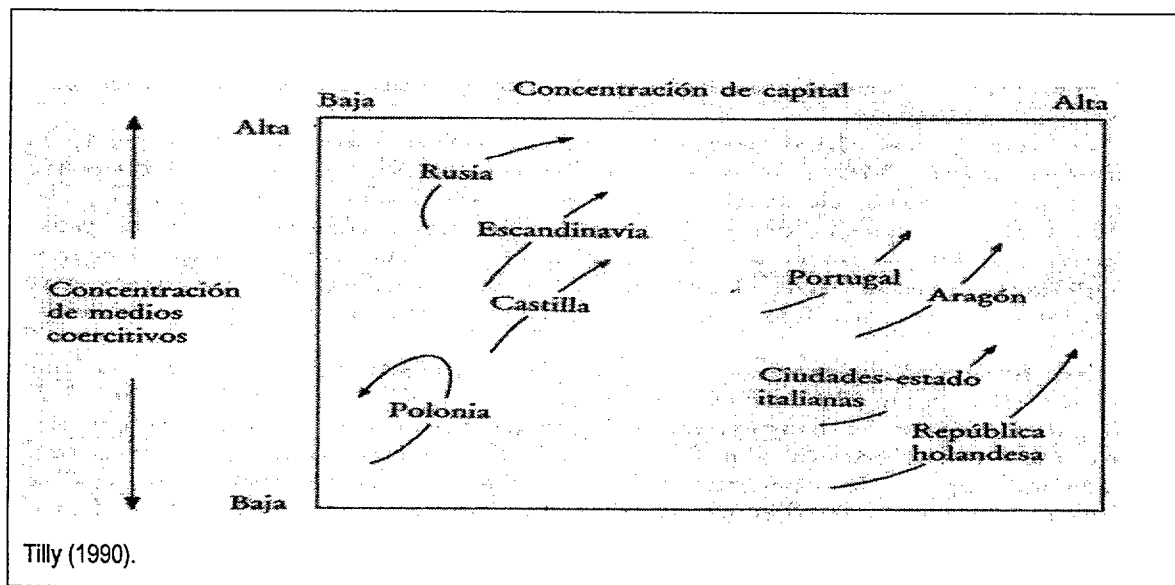 Concentración de capital
Baja
Alta
Alta
Rusia
Escandinavia
Portugal
Concentración
de medios
coercitivos
Castilla
Aragón
Ciudades-estado
italianas
Polonia
República
holandesa
Baja
Tilly (1990).